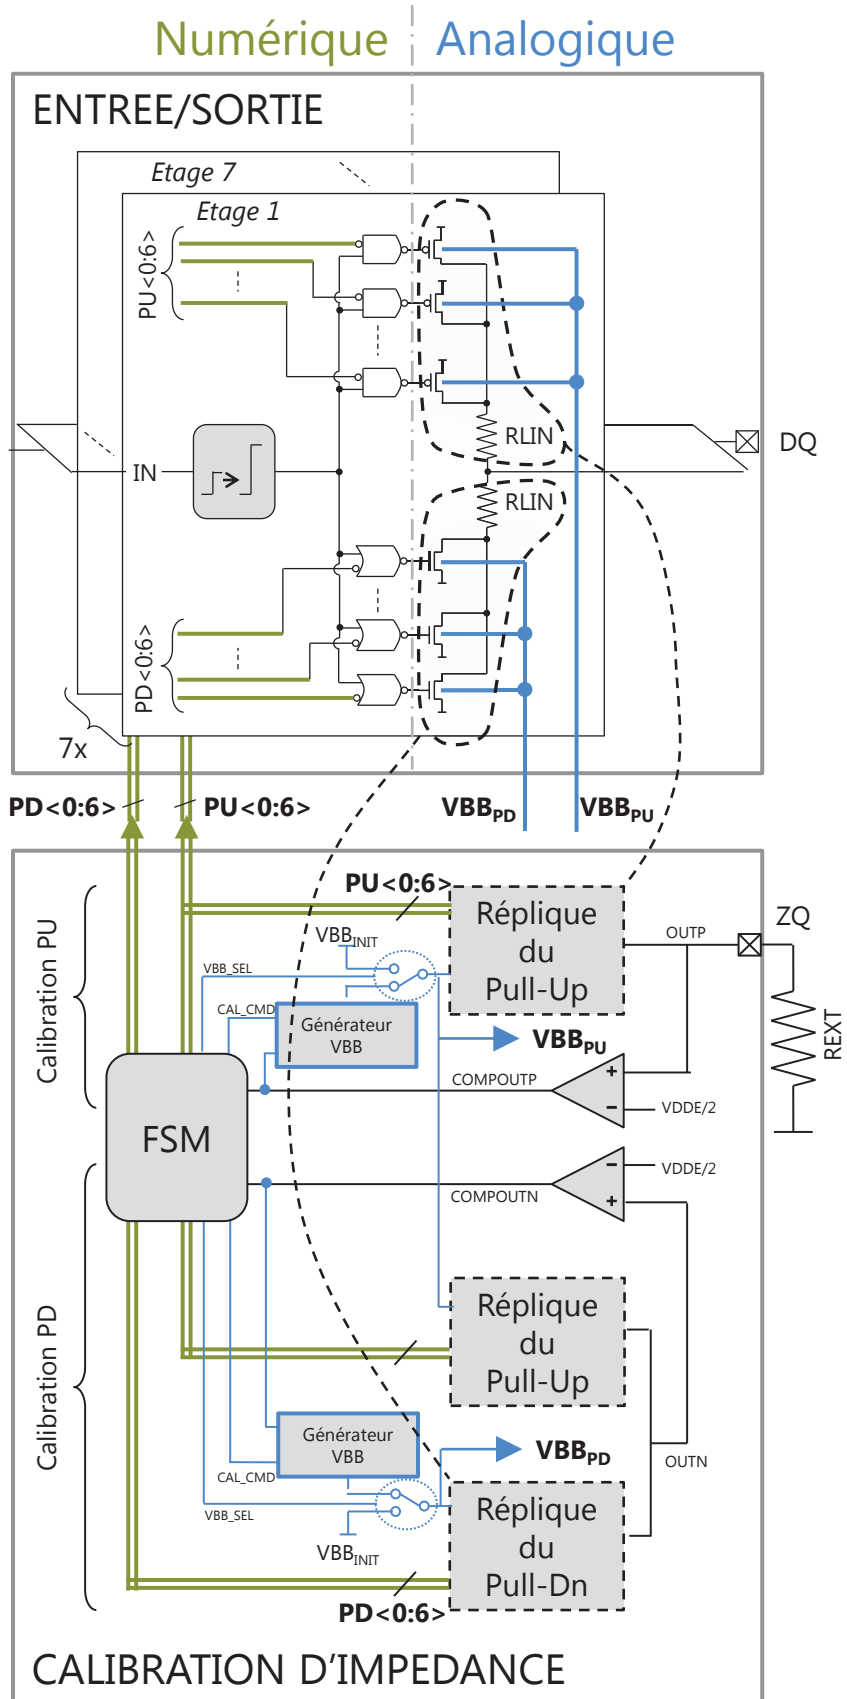 Numérique Analogique
ENTREE/SORTIE
Etage 7
Etage 1
PU<0:6>
RLIN
DQ
IN
RLIN
PD<0:6>
7x
PD<0:6> PU<0:6> VBBPD VBBPU
PU<0:6>
Calibration PU
Réplique
du
Pull-Up
ZQ
OUTP
VBBINIT
VBB_SEL
CAL_CMD
Générateur
VBB
VBBPU
REXT
COMPOUTP
+
−
VDDE/2
FSM
−
VDDE/2
COMPOUTN
+
Calibration PD
Réplique
du
Pull-Up
Générateur
VBB
VBBPD
OUTN
CAL_CMD
VBB_SEL
Réplique
du
Pull-Dn
VBBINIT
PD<0:6>
CALIBRATION D'IMPEDANCE